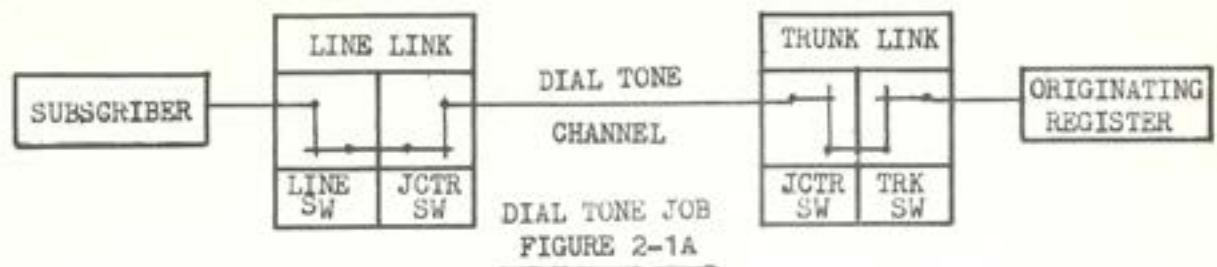 LINE LINK
TRUNK LINK
SUBSCRIBER
DIAL TONE
CHANNEL
ORIGINATING
REGISTER
LINE
SW
JCTR
SW
JCTR
SW
TRK
SW
DIAL TONE JOB
FIGURE 2-1A